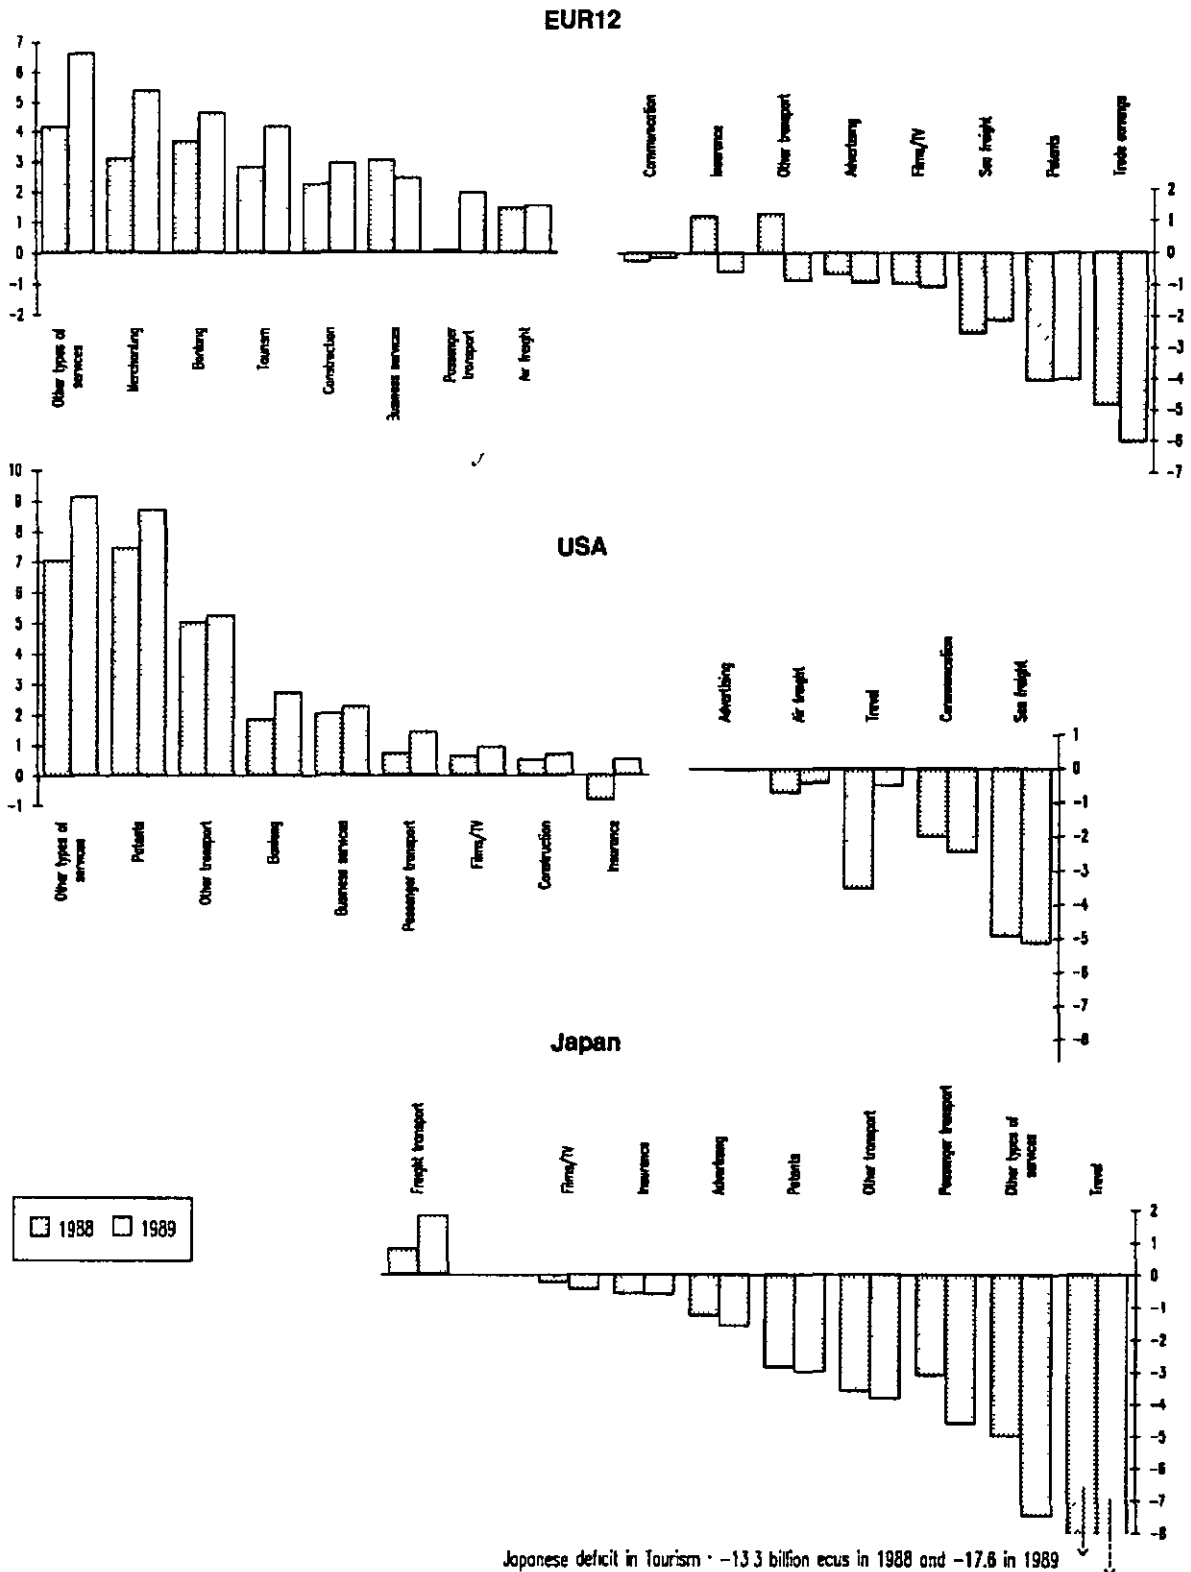 EUR12
7
6
5
4
3
2
1
0
-1
-2
Other types of services
Merchanting
Banking
Tourism
Construction
Business services
Passenger transport
Air freight
Communication
Insurance
Other transport
Advertising
Films/TV
Sea freight
Patents
Trade earnings
2
1
0
-1
-2
-3
-4
-5
-6
-7
USA
10
9
8
7
6
5
4
3
2
1
0
-1
Other types of services
Patents
Other transport
Banking
Business services
Passenger transport
Films/TV
Construction
Insurance
Advertising
Air freight
Travel
Communication
Sea freight
1
0
-1
-2
-3
-4
-5
-6
-7
-8
Japan
1988 1989
Freight transport
Films/TV
Insurance
Advertising
Patents
Other transport
Passenger transport
Other types of services
Travel
2
1
0
-1
-2
-3
-4
-5
-6
-7
-8
Japanese deficit in Tourism · -13.3 billion ecus in 1988 and -17.6 in 1989